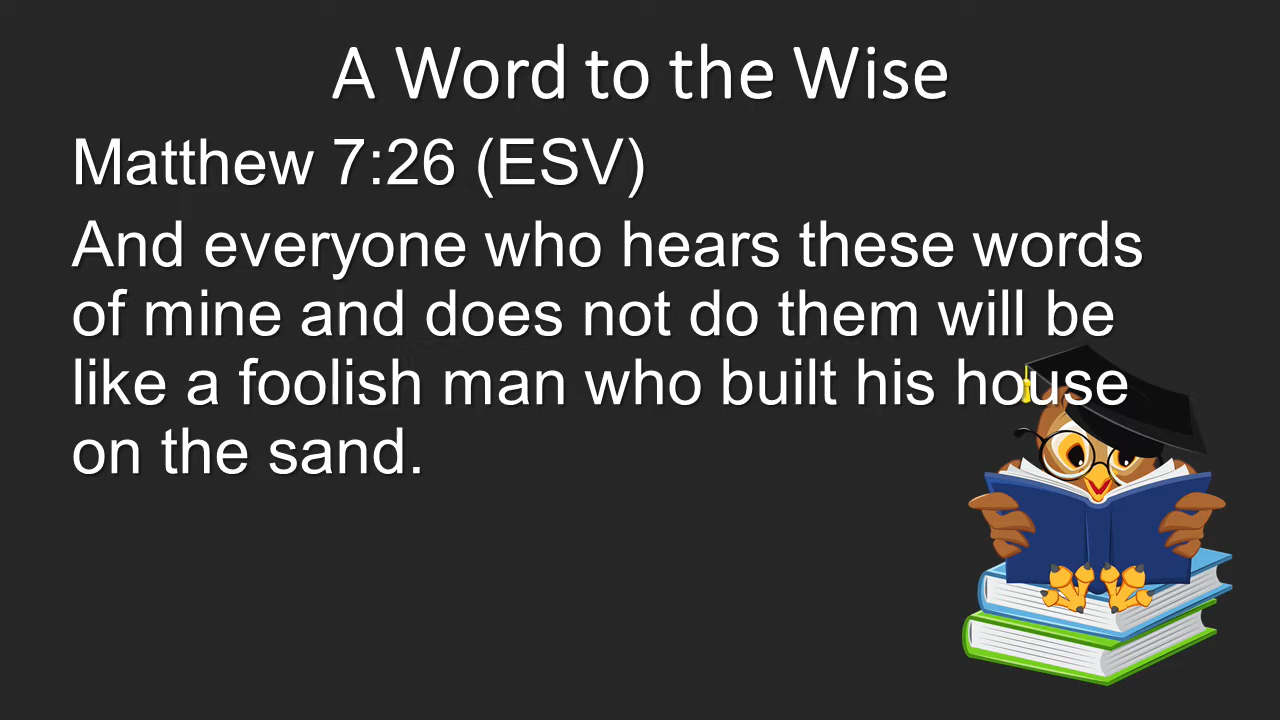 A Word to the Wise
Matthew 7:26 (ESV)
And everyone who hears these words
of mine and does not do them will be
like a foolish man who built his house
on the sand.